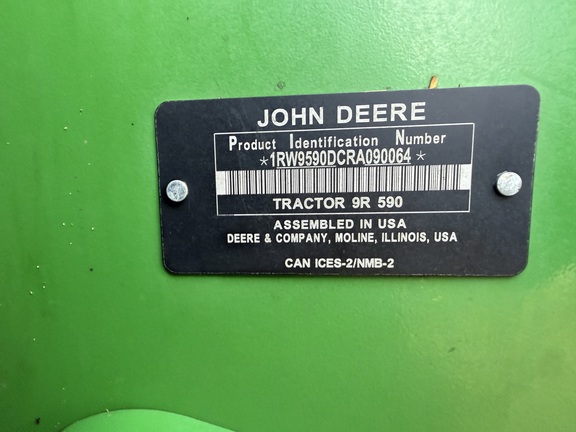 JOHN DEERE
Product Identification Number
*1RW9590DCRA090064*
TRACTOR 9R 590
ASSEMBLED IN USA
DEERE & COMPANY, MOLINE, ILLINOIS, USA
CAN ICES-2/NMB-2